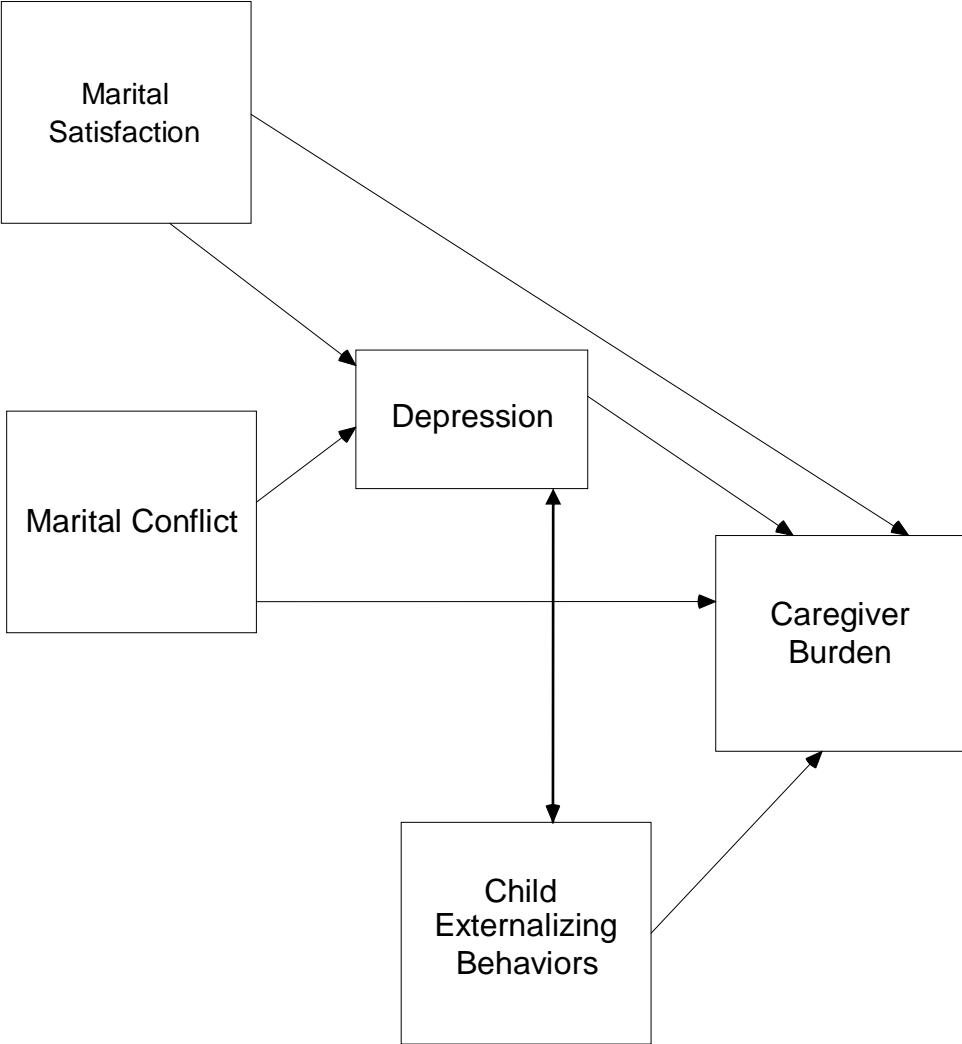 Marital
Satisfaction
Depression
Marital Conflict
Caregiver
Burden
Child
Externalizing
Behaviors